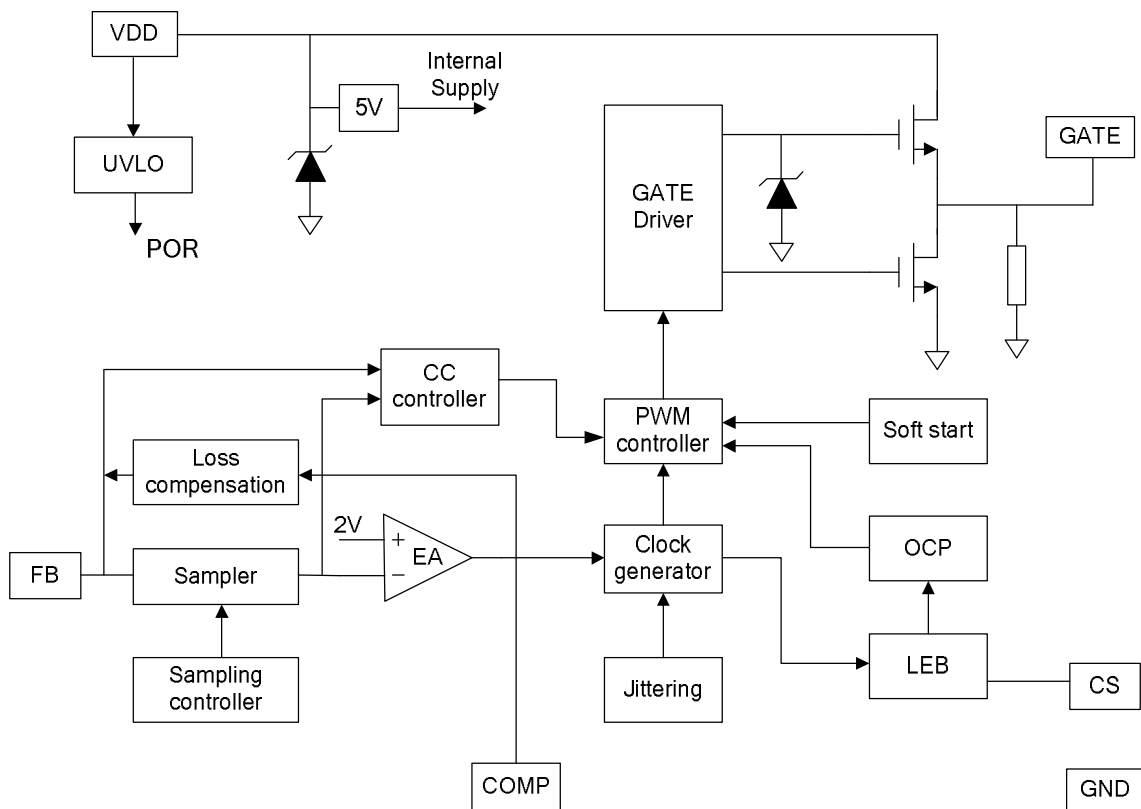 VDD
Internal
Supply
5V
GATE
UVLO
GATE
Driver
POR
CC
controller
PWM
controller
Soft start
Loss
compensation
2V
+
EA
−
Clock
generator
OCP
FB
Sampler
LEB
Sampling
controller
Jittering
CS
COMP
GND